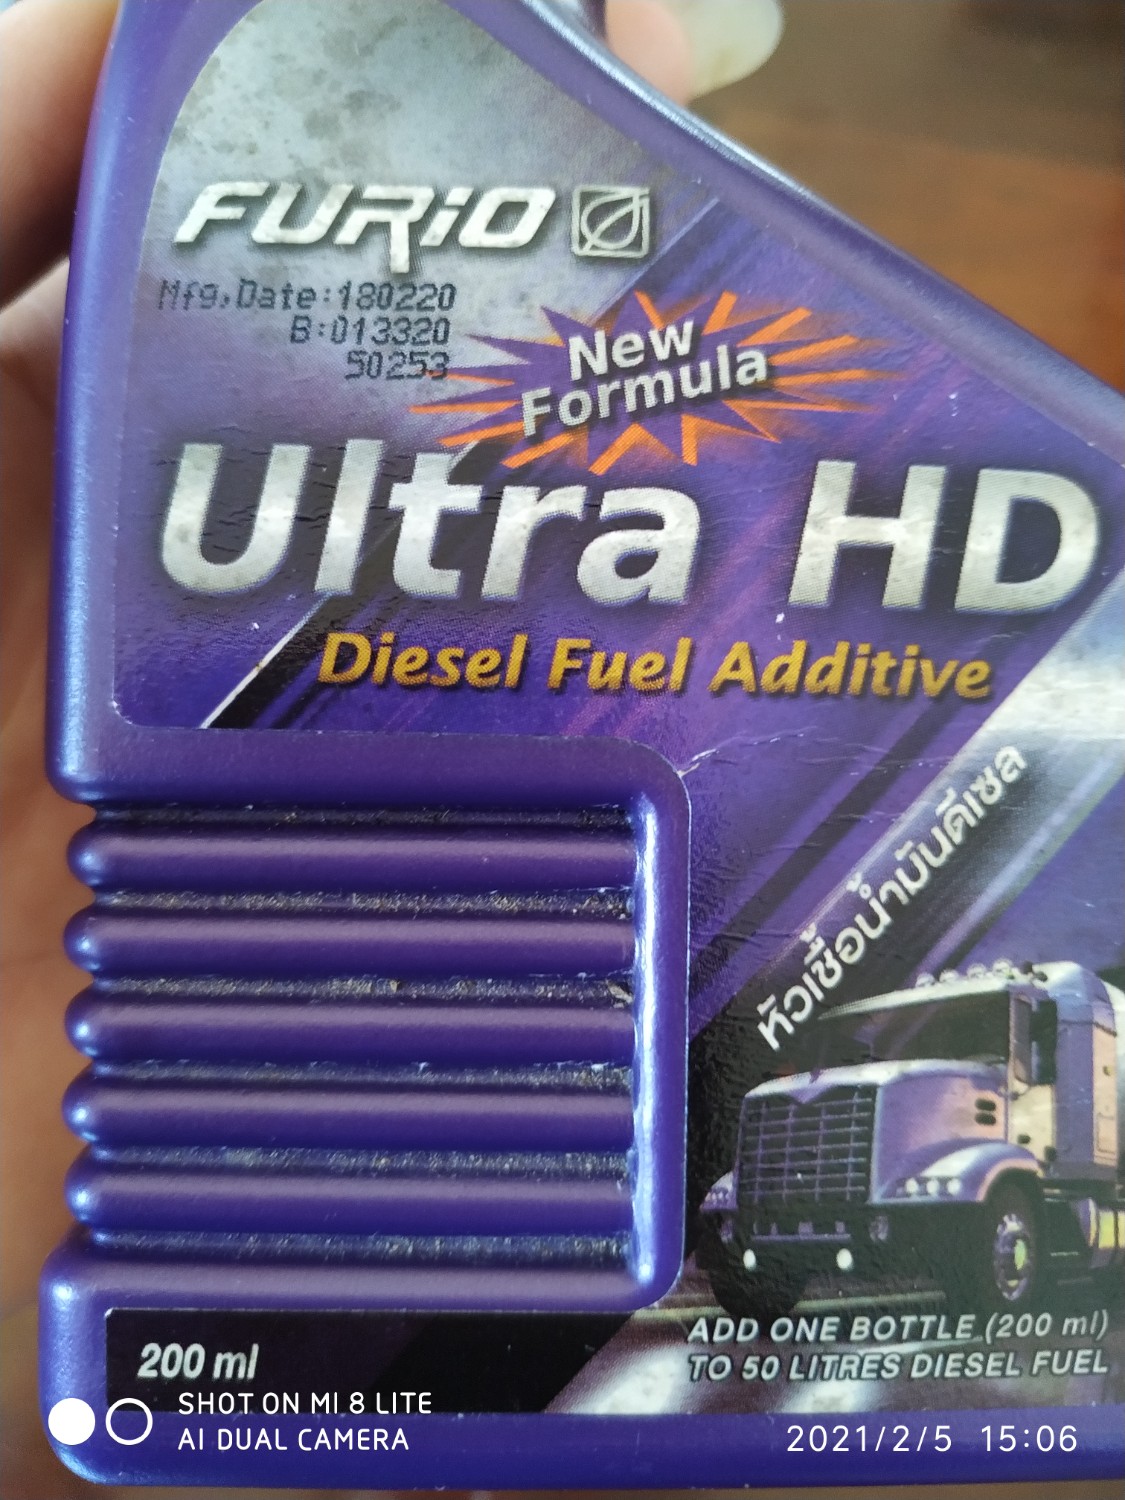 FURiO
Mfg,Date:180220
B:013320
50253
New
Formula
Ultra HD
Diesel Fuel Additive
หัวเชื้อน้ำมันดีเซล
ADD ONE BOTTLE (200 ml)
TO 50 LITRES DIESEL FUEL
200 ml
SHOT ON MI 8 LITE
AI DUAL CAMERA
2021/2/5 15:06